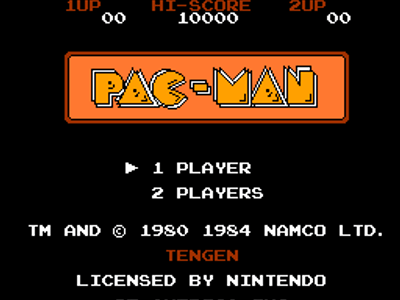 1UP HI-SCORE 2UP
00 10000 00
PAC-MAN
1 PLAYER
2 PLAYERS
TM AND © 1980 1984 NAMCO LTD.
TENGEN
LICENSED BY NINTENDO